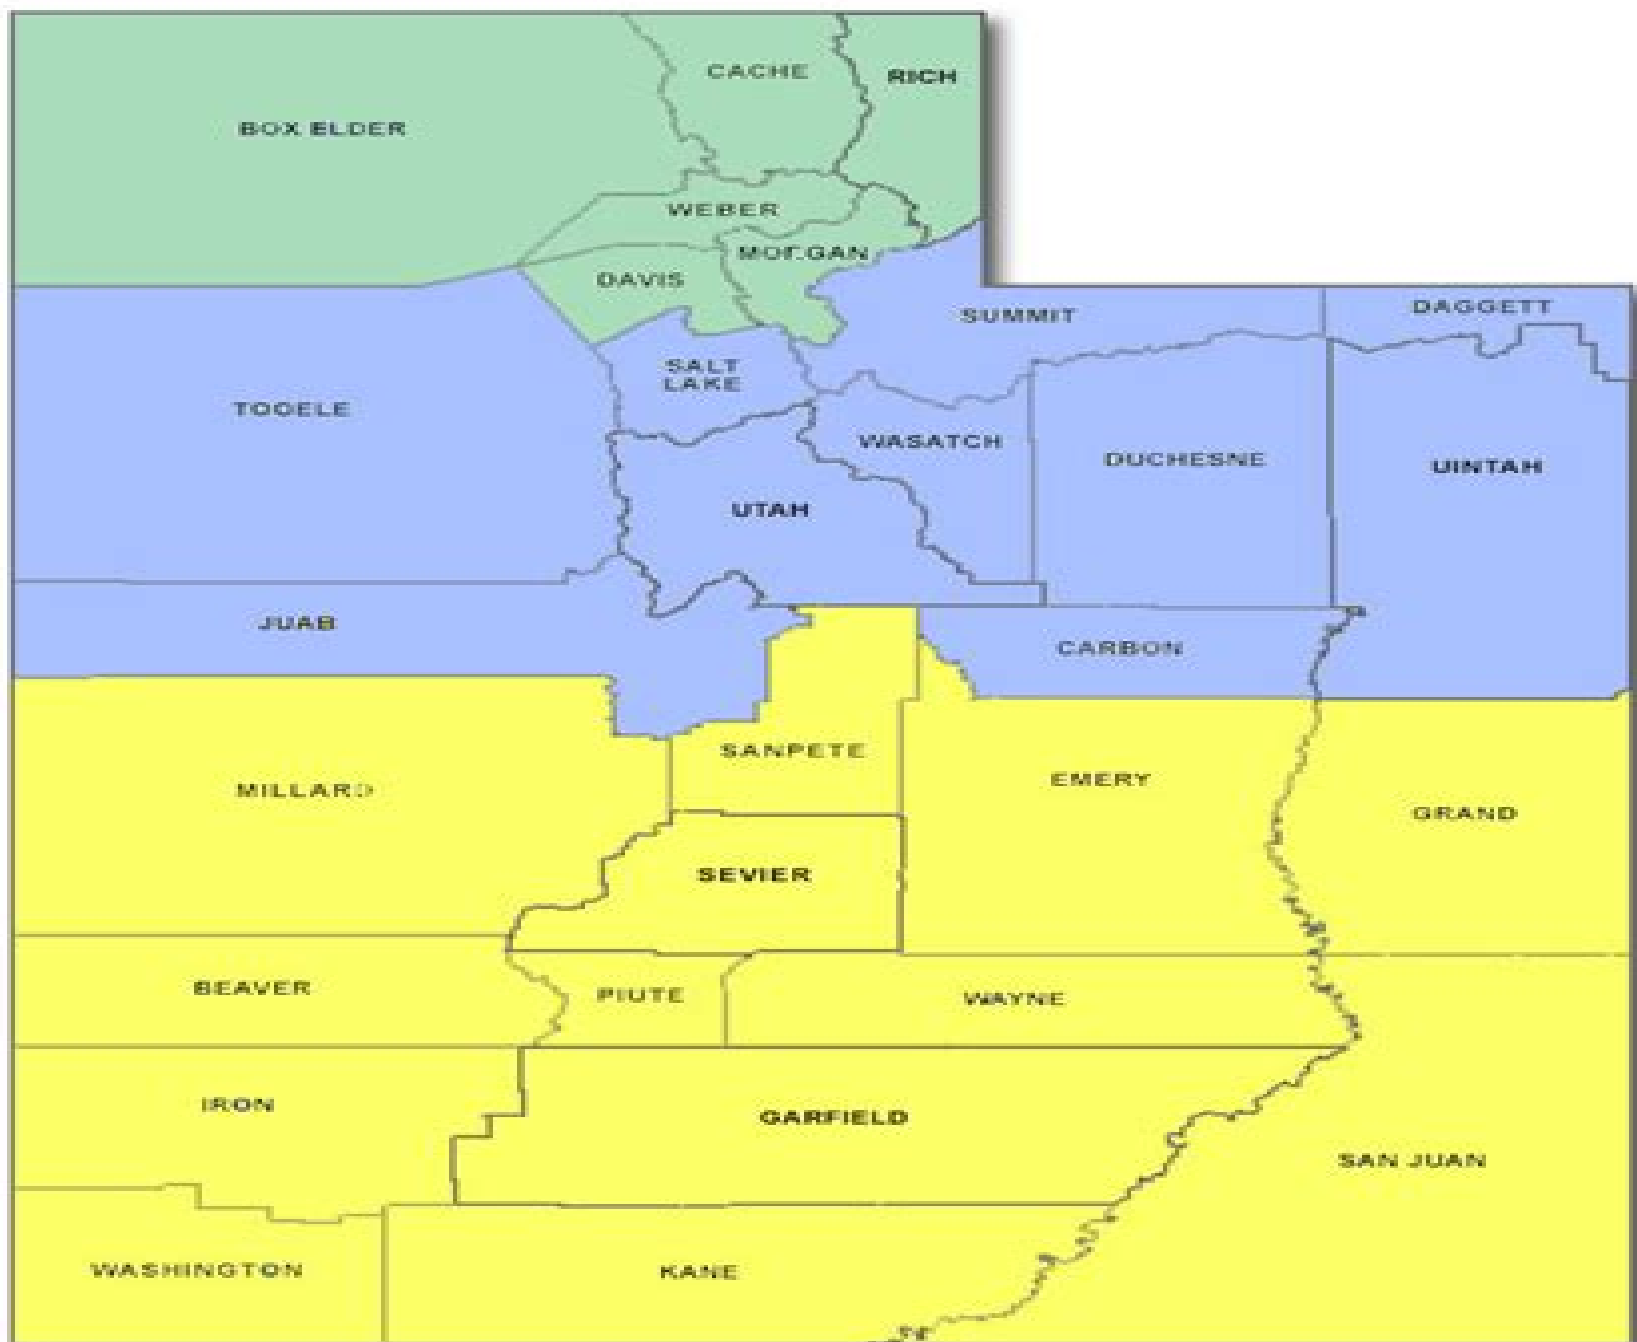 CACHE
RICH
BOX ELDER
WEBER
MORGAN
DAVIS
SUMMIT
DAGGETT
SALT
LAKE
TOOELE
WASATCH
DUCHESNE
UINTAH
UTAH
JUAB
CARBON
SANPETE
EMERY
MILLARD
GRAND
SEVIER
BEAVER
PIUTE
WAYNE
IRON
GARFIELD
SAN JUAN
WASHINGTON
KANE